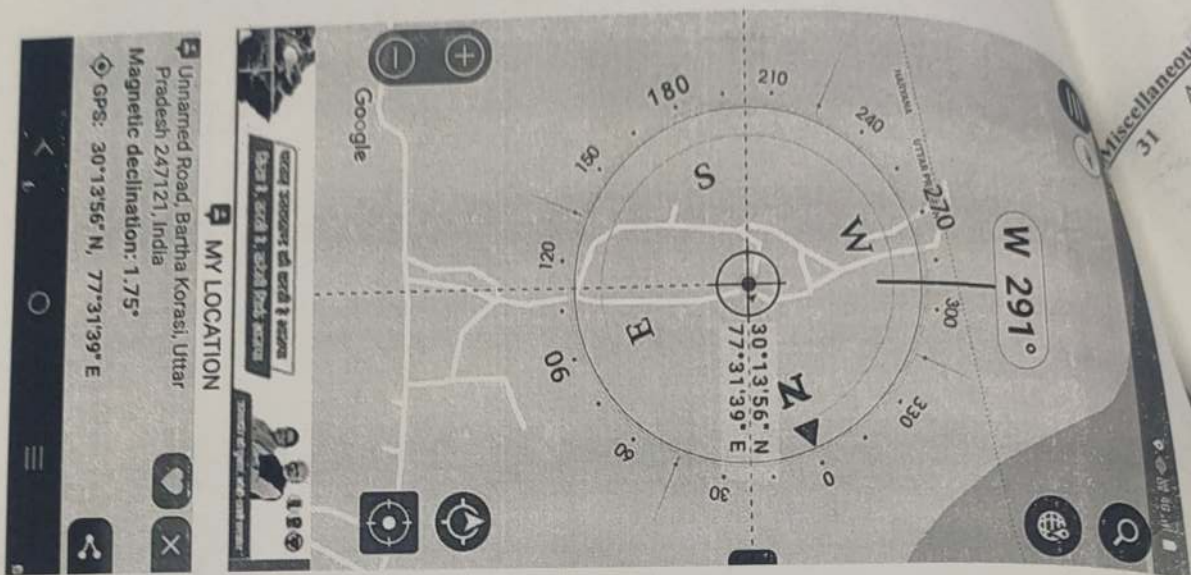 Miscellaneou
31
W 291°
HARYANA
270
300
240
330
210
0
180
30
150
60
120
90
W
N
S
E
30°13'56" N
77°31'39" E
Google
MY LOCATION
Unnamed Road, Bartha Korasi, Uttar
Pradesh 247121, India
Magnetic declination: 1.75°
GPS: 30°13'56" N, 77°31'39" E